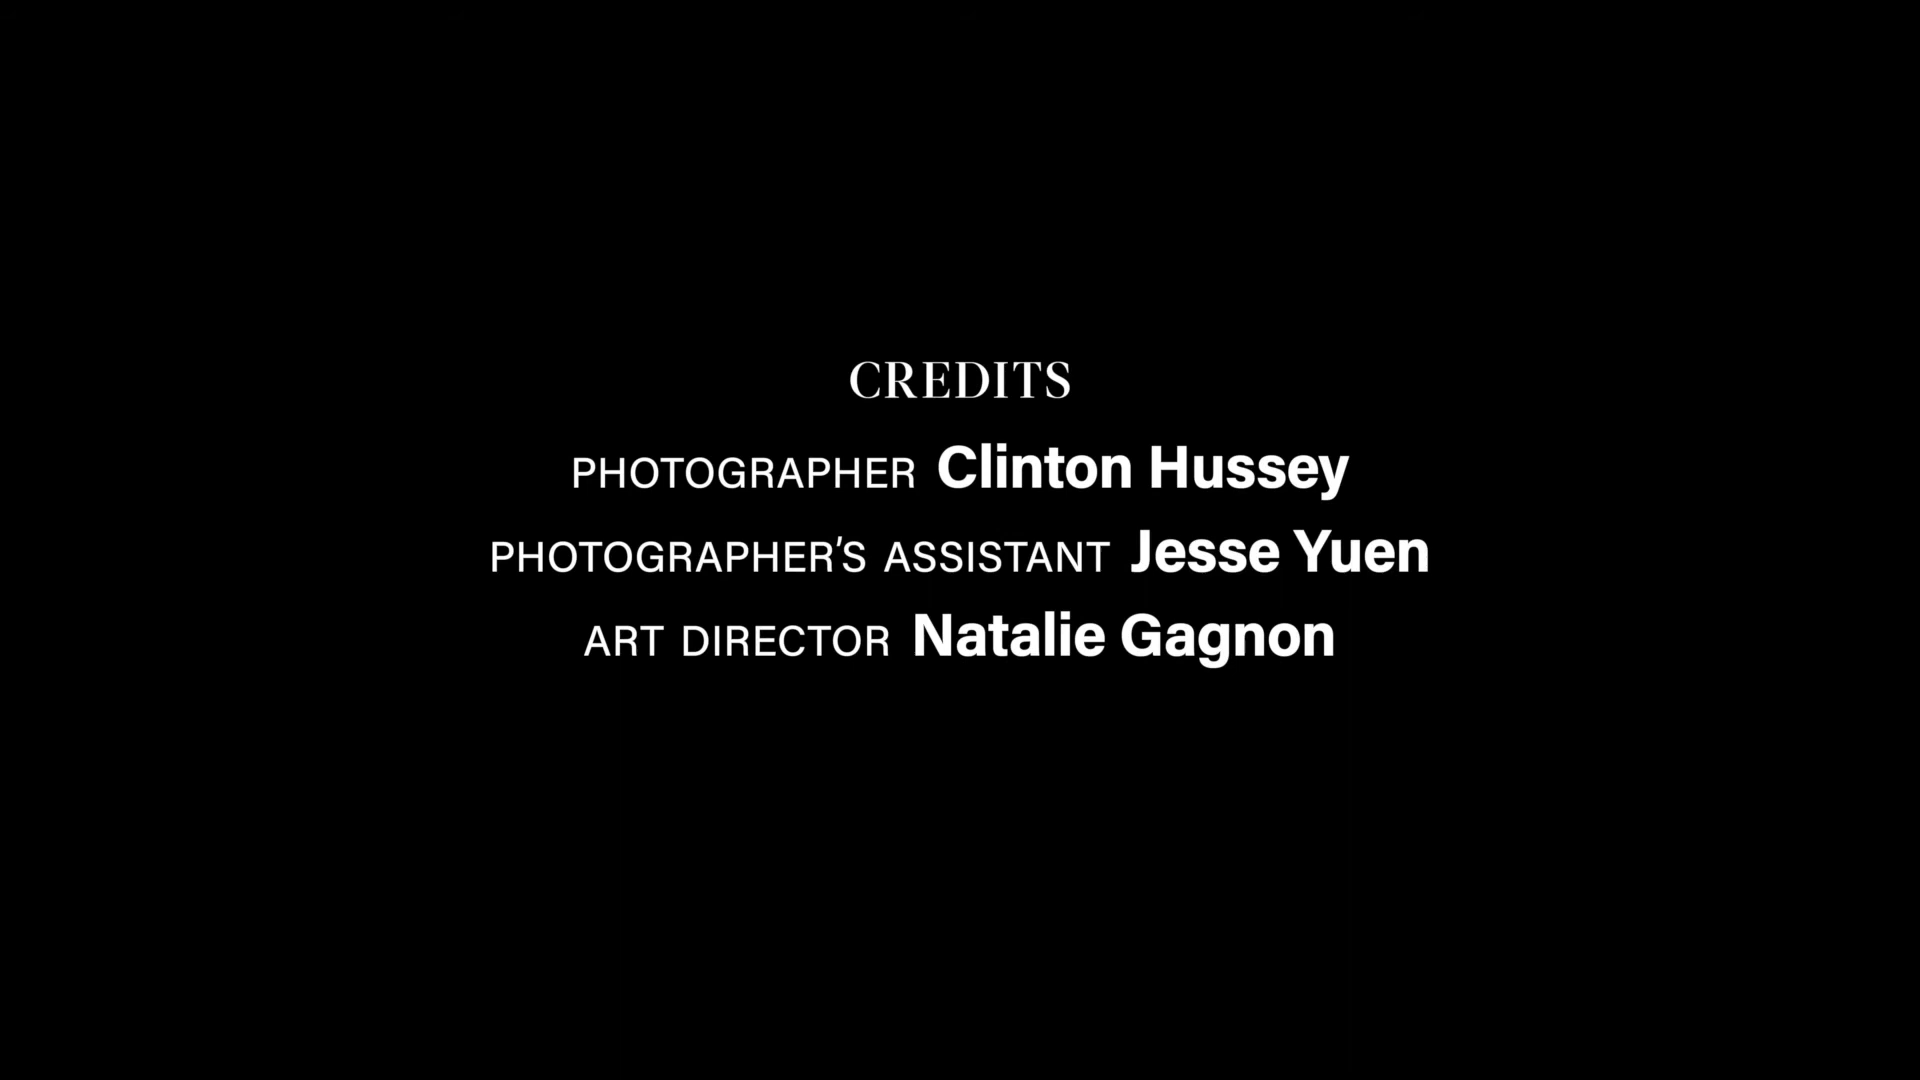 CREDITS
PHOTOGRAPHER Clinton Hussey
PHOTOGRAPHER’S ASSISTANT Jesse Yuen
ART DIRECTOR Natalie Gagnon